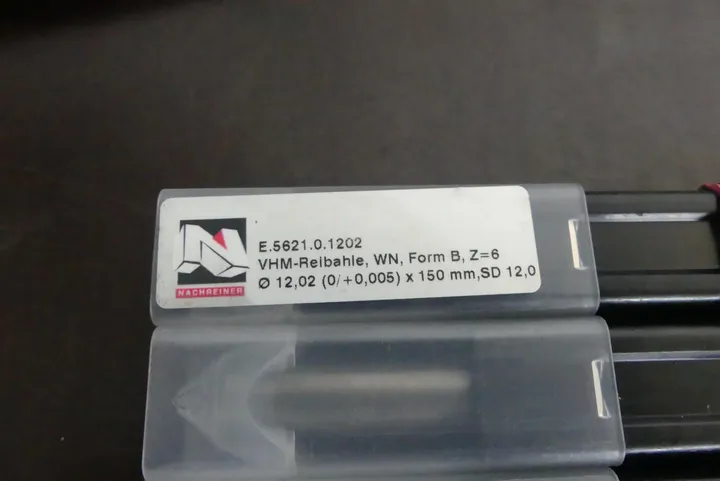 E.5621.0.1202
VHM-Reibahle, WN, Form B, Z=6
Ø 12,02 (0/+0,005) x 150 mm,SD 12,0
NACHREINER